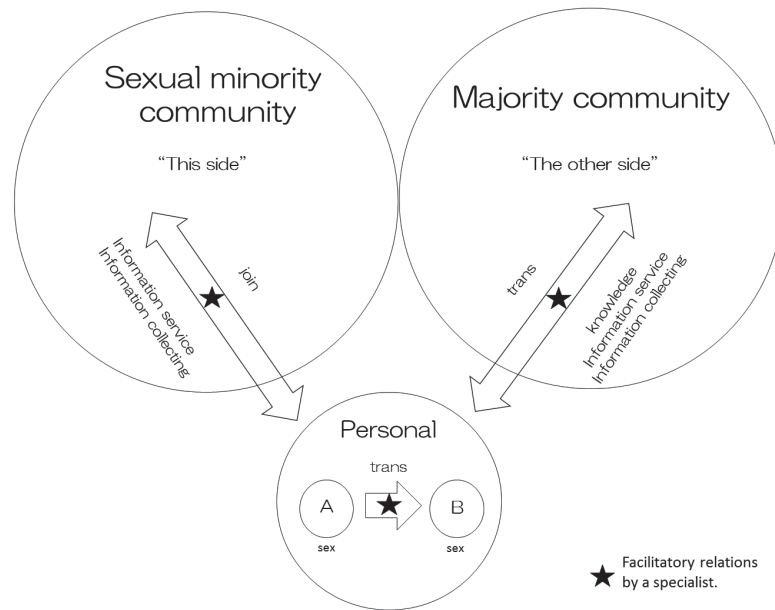 Sexual minority
community
"This side"
Majority community
"The other side"
Information service
Information collecting
join
trans
knowledge
Information service
Information collecting
Personal
trans
A
B
sex
sex
Facilitatory relations
by a specialist.